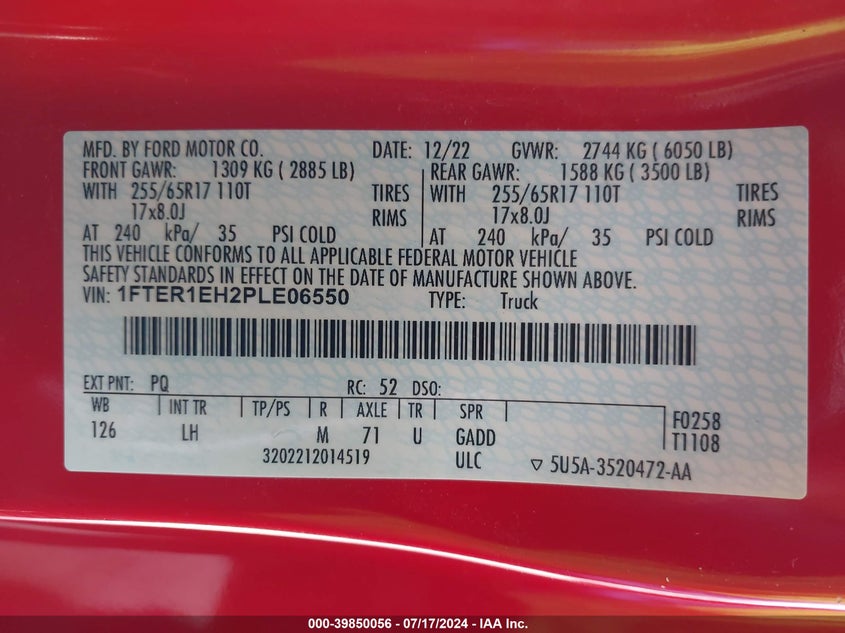 MFD. BY FORD MOTOR CO. DATE: 12/22 GVWR: 2744 KG ( 6050 LB)
FRONT GAWR: 1309 KG ( 2885 LB) REAR GAWR: 1588 KG ( 3500 LB)
WITH 255/65R17 110T TIRES WITH 255/65R17 110T TIRES
17x8.0J RIMS 17x8.0J RIMS
AT 240 kPa/ 35 PSI COLD AT 240 kPa/ 35 PSI COLD
THIS VEHICLE CONFORMS TO ALL APPLICABLE FEDERAL MOTOR VEHICLE
SAFETY STANDARDS IN EFFECT ON THE DATE OF MANUFACTURE SHOWN ABOVE.
VIN: 1FTER1EH2PLE06550 TYPE: Truck
EXT PNT: PQ RC: 52 DSO:
WB INT TR TP/PS R AXLE TR SPR F0258
126 LH M 71 U GADD T1108
3202212014519 ULC ▽ 5U5A-3520472-AA
000-39850056 - 07/17/2024 - IAA Inc.